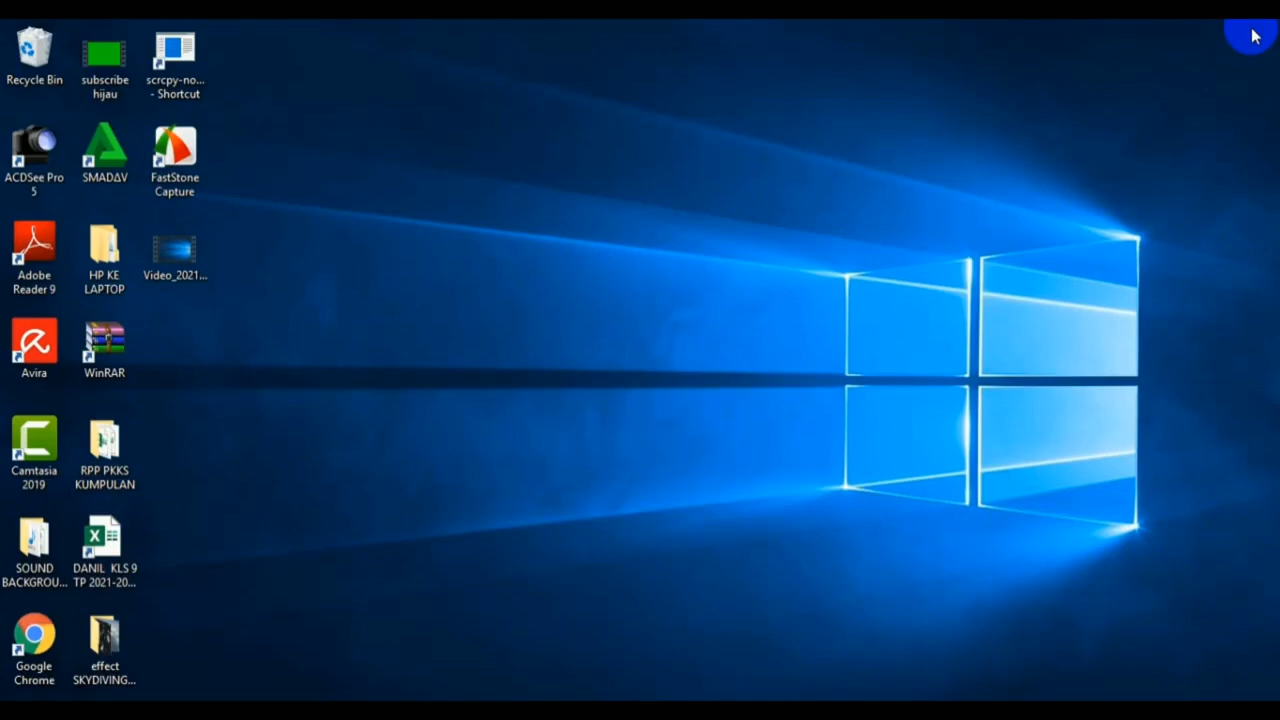 Recycle Bin
subscribe
hijau
scrcpy-no...
- Shortcut
ACDSee Pro
5
SMADΔV
FastStone
Capture
Adobe
Reader 9
HP KE
LAPTOP
Video_2021...
Avira
WinRAR
Camtasia
2019
RPP PKKS
KUMPULAN
SOUND
BACKGROU...
DANIL KLS 9
TP 2021-20...
Google
Chrome
effect
SKYDIVING...